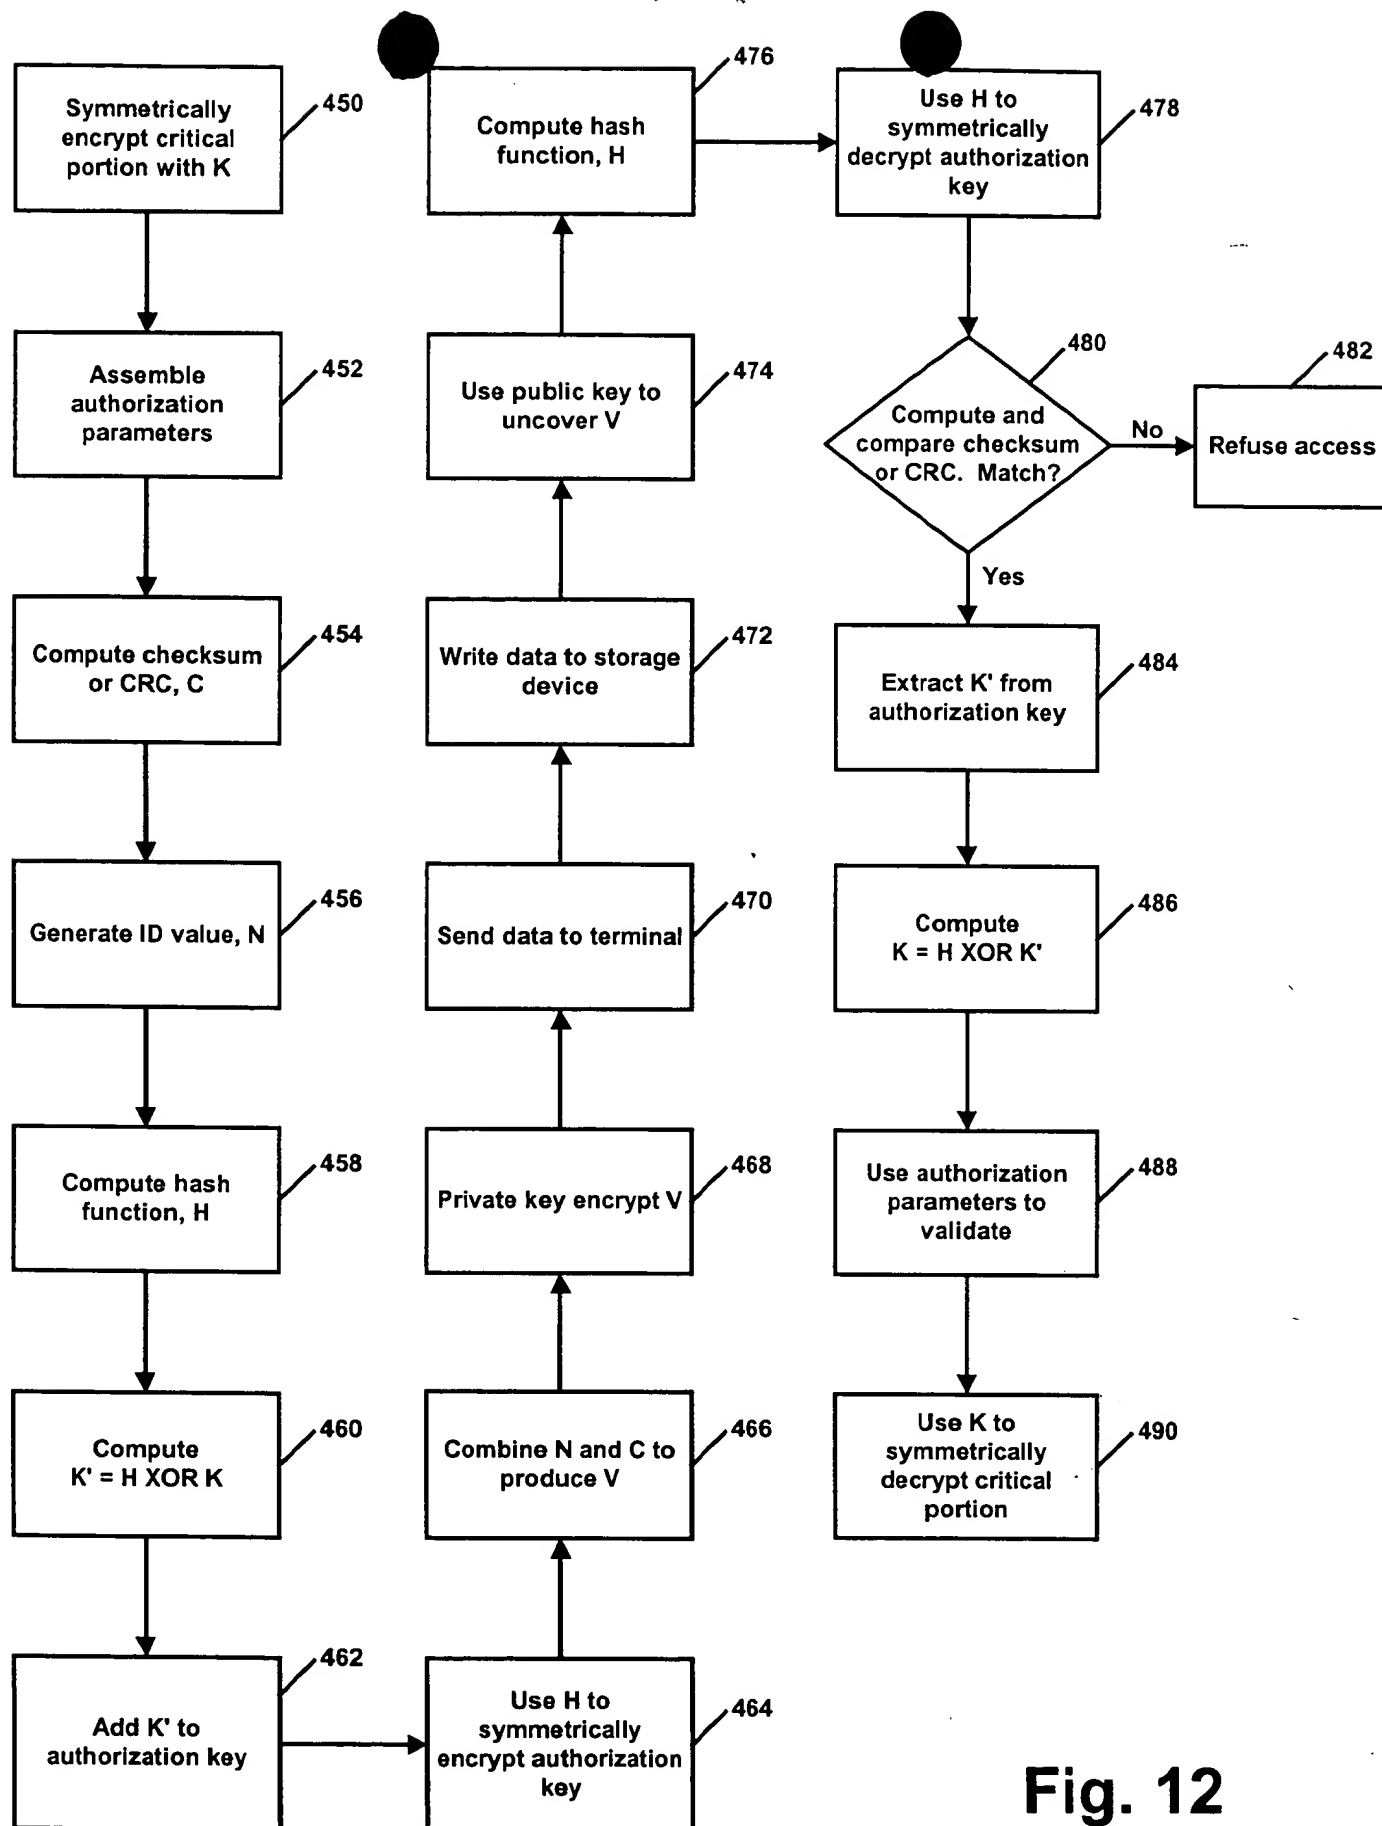 Symmetrically
encrypt critical
portion with K
450
Assemble
authorization
parameters
452
Compute checksum
or CRC, C
454
Generate ID value, N
456
Compute hash
function, H
458
Compute
K' = H XOR K
460
Add K' to
authorization key
462
Use H to
symmetrically
encrypt authorization
key
464
Combine N and C to
produce V
466
Private key encrypt V
468
Send data to terminal
470
Write data to storage
device
472
Use public key to
uncover V
474
Compute hash
function, H
476
Use H to
symmetrically
decrypt authorization
key
478
Compute and
compare checksum
or CRC. Match?
480
No
Refuse access
482
Yes
Extract K' from
authorization key
484
Compute
K = H XOR K'
486
Use authorization
parameters to
validate
488
Use K to
symmetrically
decrypt critical
portion
490
Fig. 12